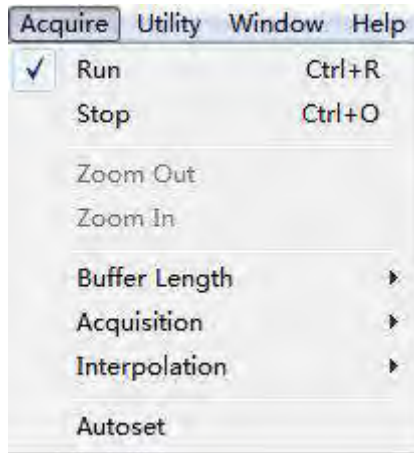 Acquire Utility Window Help
Run Ctrl+R
Stop Ctrl+O
Zoom Out
Zoom In
Buffer Length
Acquisition
Interpolation
Autoset